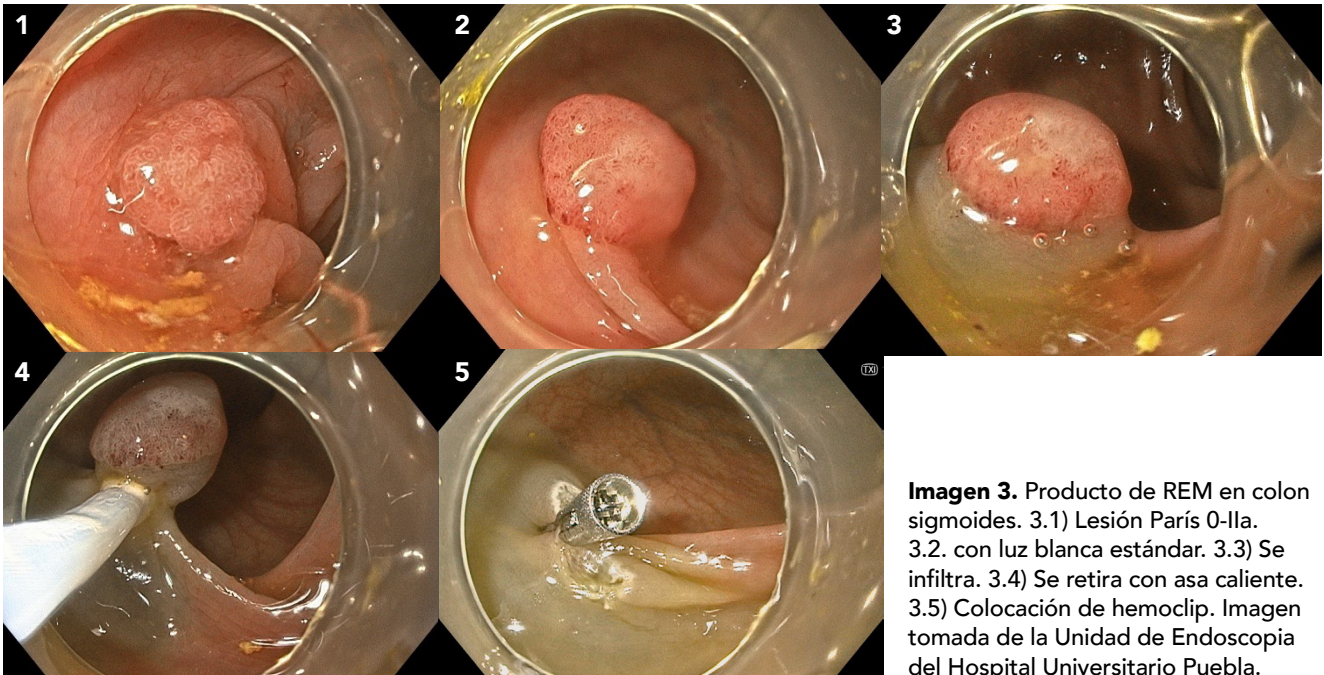 1
2
3
4
5
TXI
Imagen 3. Producto de REM en colon
sigmoides. 3.1) Lesión París 0-IIa.
3.2. con luz blanca estándar. 3.3) Se
infiltra. 3.4) Se retira con asa caliente.
3.5) Colocación de hemoclip. Imagen
tomada de la Unidad de Endoscopia
del Hospital Universitario Puebla.